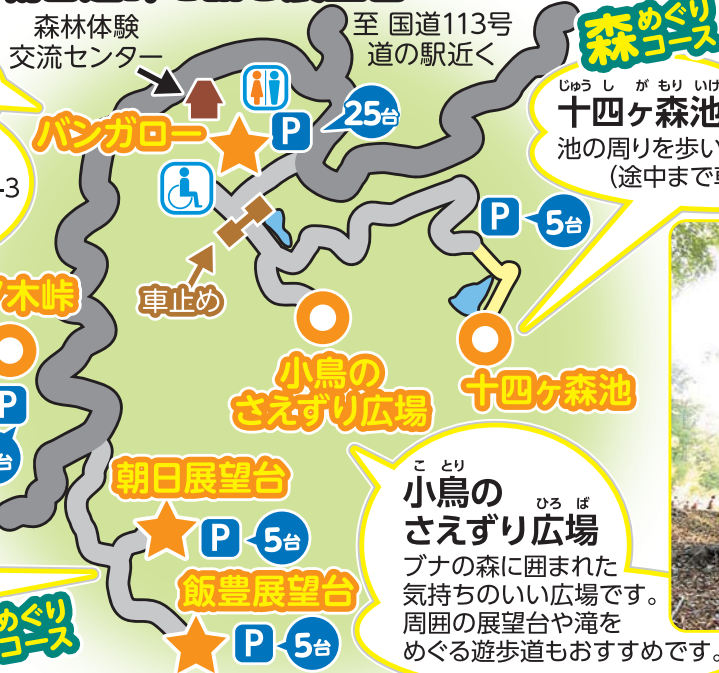 森林体験
交流センター
至 国道113号
道の駅近く
森めぐり
コース
バンガロー
P
25台
じゅう し が もり いけ
十四ヶ森池
池の周りを歩い
(途中まで
-3
P
5台
車止め
木峠
P
台
小鳥の
さえずり広場
十四ヶ森池
朝日展望台
P
5台
飯豊展望台
P
5台
めぐり
コース
こ とり
小鳥の
ひろ ば
さえずり広場
ブナの森に囲まれた
気持ちのいい広場です。
周囲の展望台や滝を
めぐる遊歩道もおすすめです。